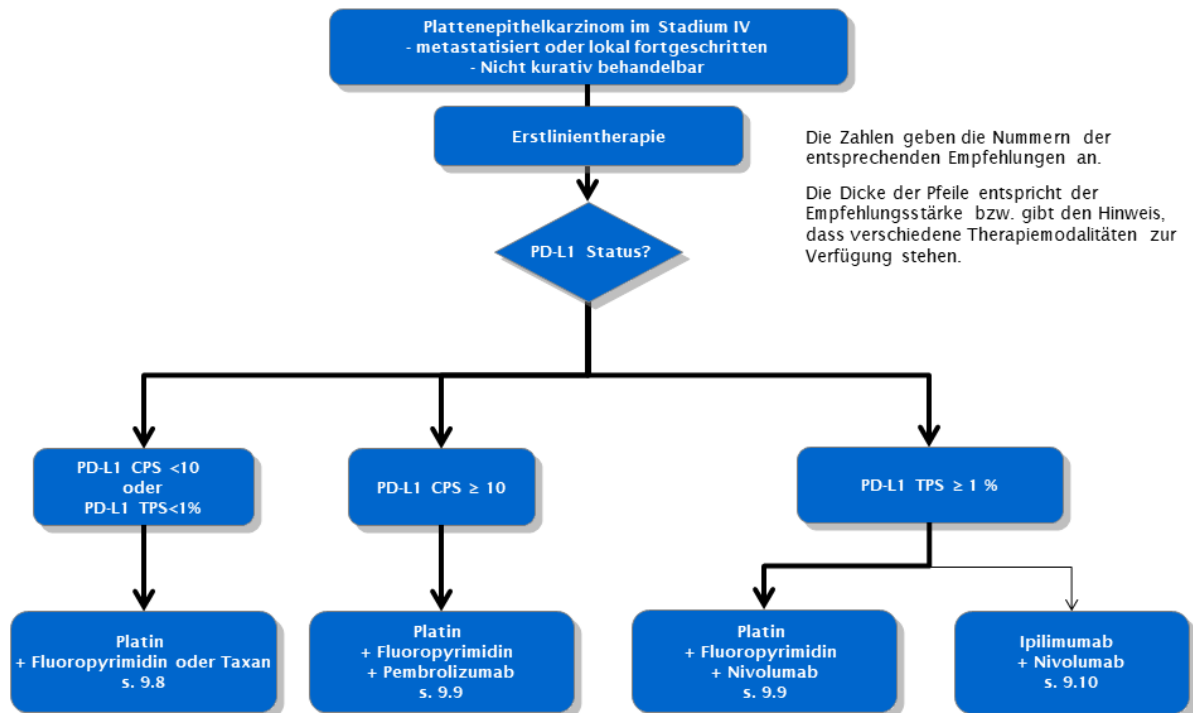 Plattenepithelkarzinom im Stadium IV
- metastatisiert oder lokal fortgeschritten
- Nicht kurativ behandelbar
Erstlinientherapie
Die Zahlen geben die Nummern der
entsprechenden Empfehlungen an.
Die Dicke der Pfeile entspricht der
Empfehlungsstärke bzw. gibt den Hinweis,
dass verschiedene Therapiemodalitäten zur
Verfügung stehen.
PD-L1 Status?
PD-L1 CPS <10
oder
PD-L1 TPS<1%
PD-L1 CPS ≥ 10
PD-L1 TPS ≥ 1 %
Platin
+ Fluoropyrimidin oder Taxan
s. 9.8
Platin
+ Fluoropyrimidin
+ Pembrolizumab
s. 9.9
Platin
+ Fluoropyrimidin
+ Nivolumab
s. 9.9
Ipilimumab
+ Nivolumab
s. 9.10